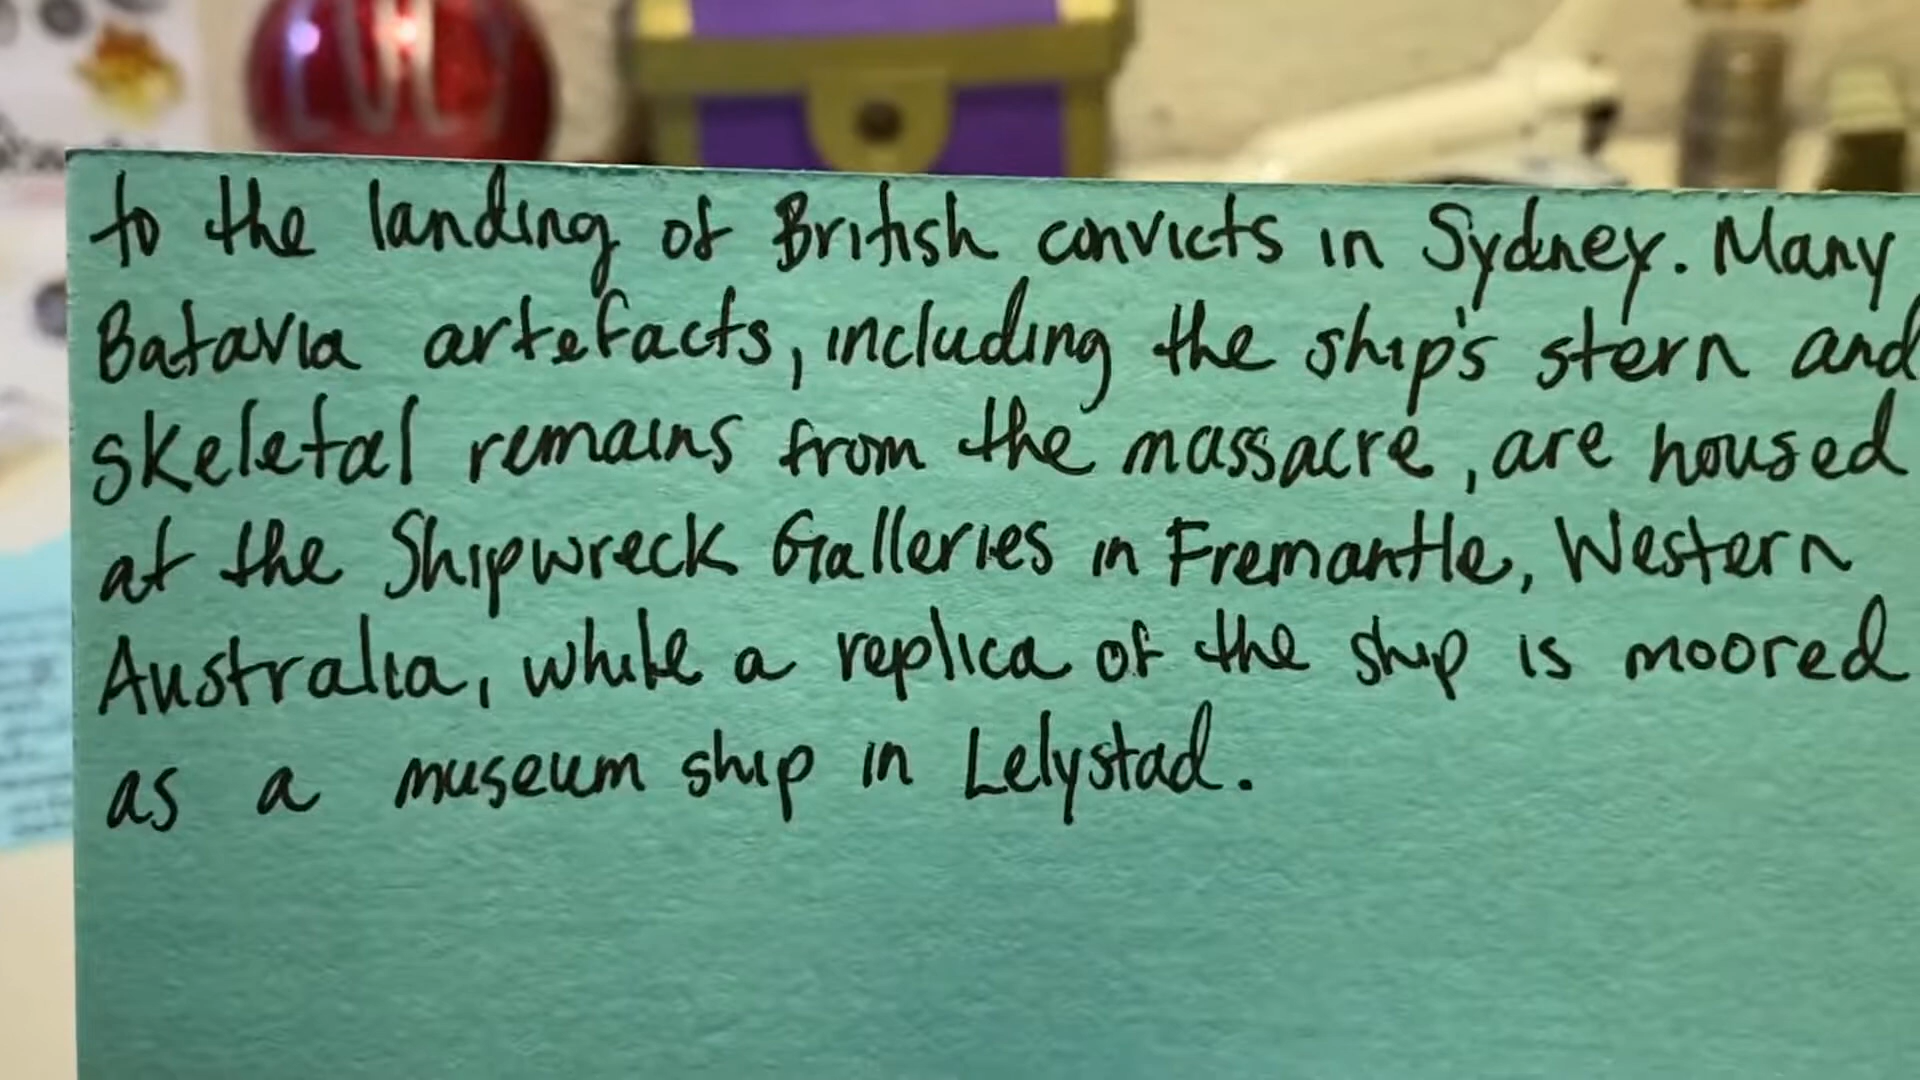 to the landing of British convicts in Sydney. Many
Batavia artefacts, including the ship's stern and
skeletal remains from the massacre, are housed
at the Shipwreck Galleries in Fremantle, Western
Australia, while a replica of the ship is moored
as a museum ship in Lelystad.